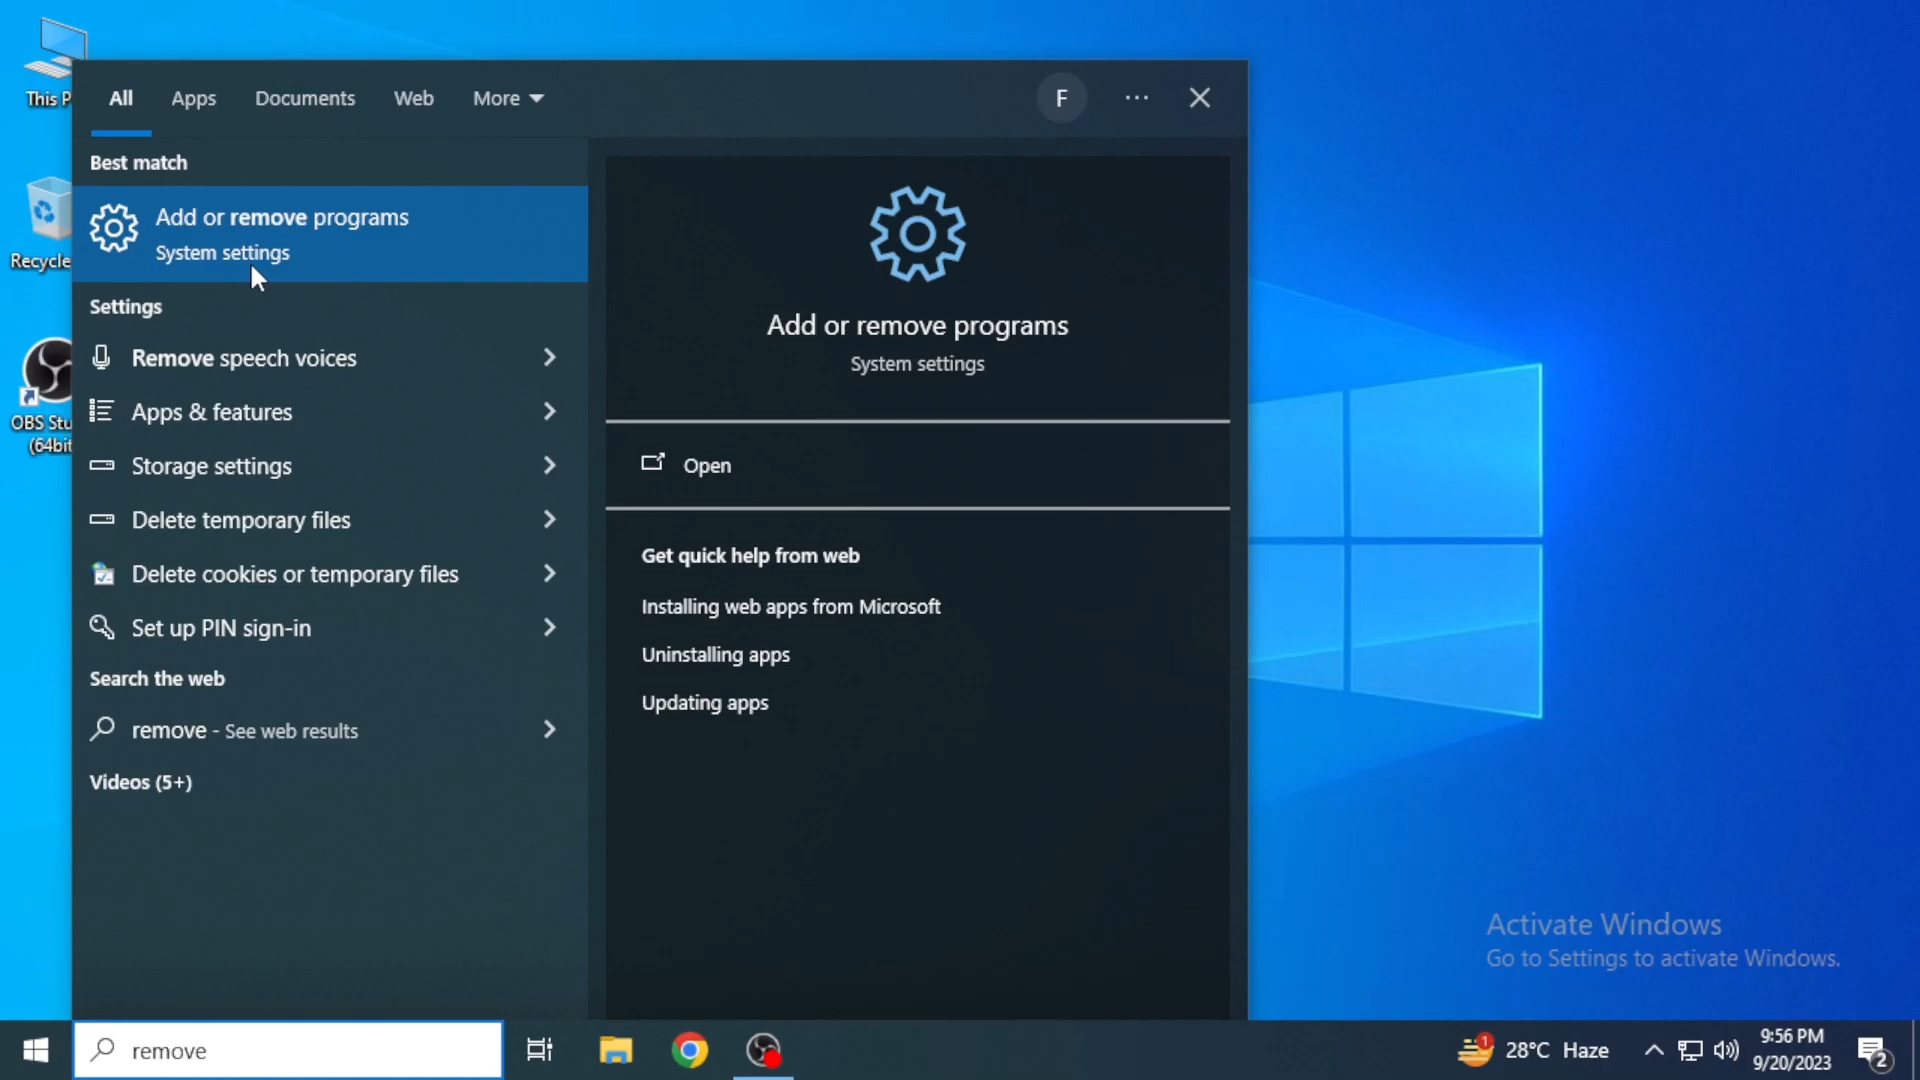 This P
Recycle
OBS Stu
(64bit
All Apps Documents Web More
F
Best match
Add or remove programs
System settings
Settings
Remove speech voices
Apps & features
Storage settings
Delete temporary files
Delete cookies or temporary files
Set up PIN sign-in
Search the web
remove - See web results
Videos (5+)
Add or remove programs
System settings
Open
Get quick help from web
Installing web apps from Microsoft
Uninstalling apps
Updating apps
Activate Windows
Go to Settings to activate Windows.
remove
1
28°C Haze
9:56 PM
9/20/2023
2